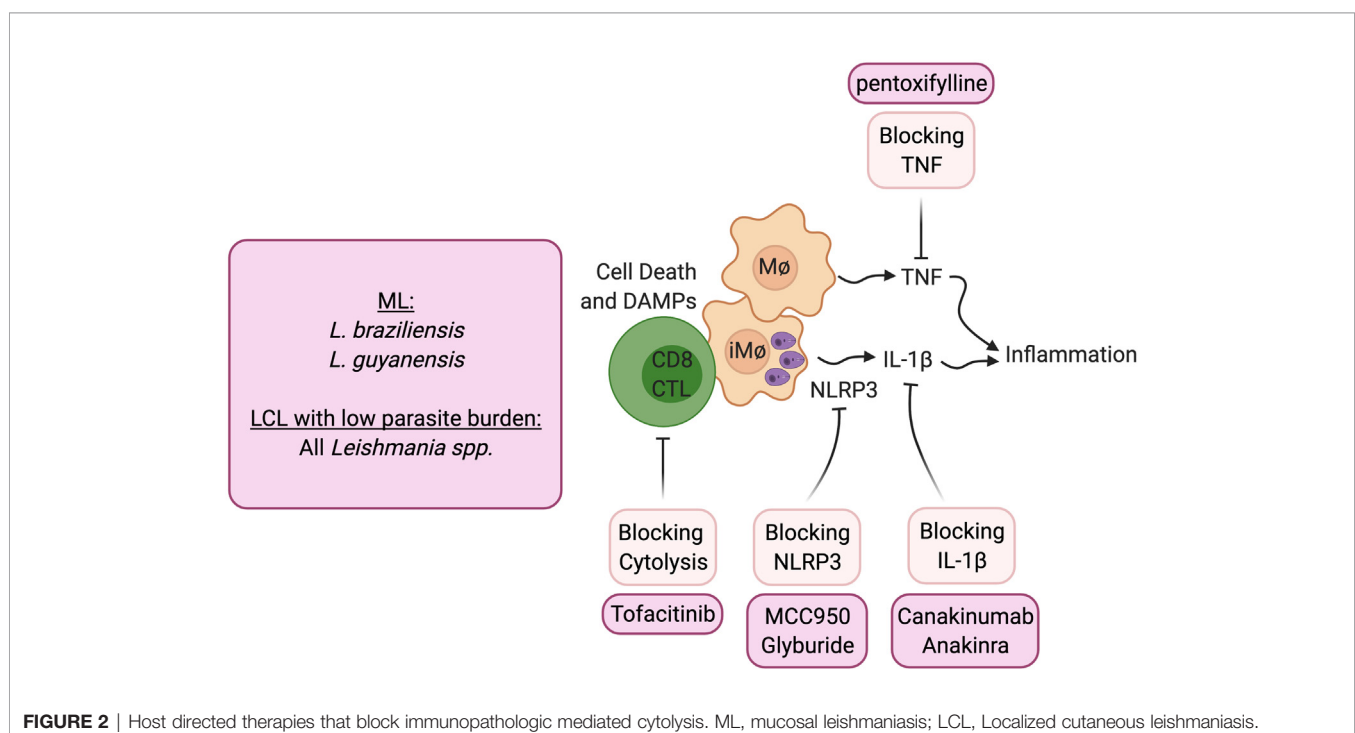 pentoxifylline
Blocking
TNF
ML:
L. braziliensis
L. guyanensis
LCL with low parasite burden:
All Leishmania spp.
Cell Death
and DAMPs
Mø
iMø
CD8
CTL
TNF
IL-1β
NLRP3
Inflammation
Blocking
Cytolysis
Tofacitinib
Blocking
NLRP3
MCC950
Glyburide
Blocking
IL-1β
Canakinumab
Anakinra
FIGURE 2 | Host directed therapies that block immunopathologic mediated cytolysis. ML, mucosal leishmaniasis; LCL, Localized cutaneous leishmaniasis.